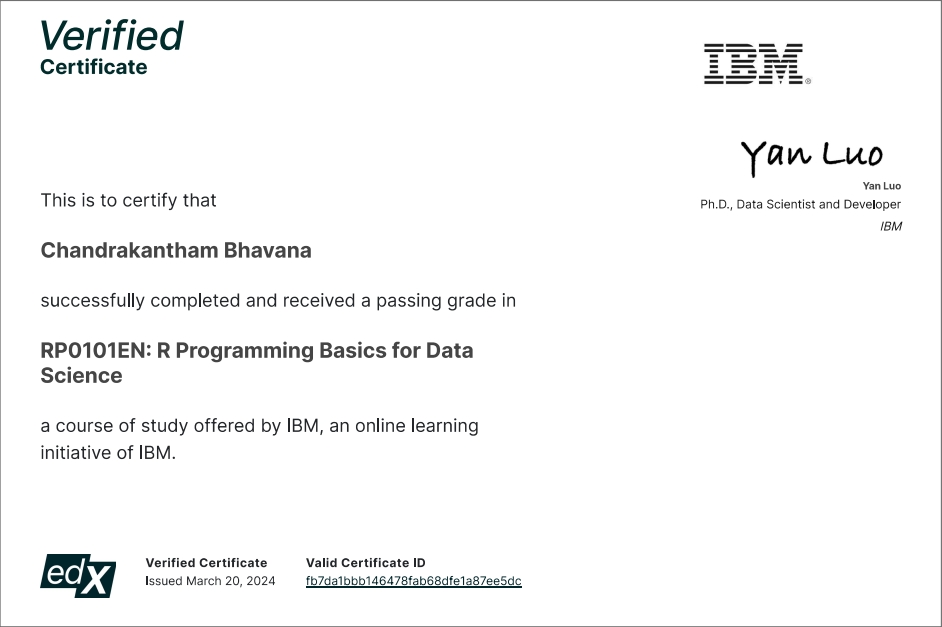 Verified
Certificate
IBM®
Yan Luo
Yan Luo
Ph.D., Data Scientist and Developer
IBM
This is to certify that
Chandrakantham Bhavana
successfully completed and received a passing grade in
RP0101EN: R Programming Basics for Data
Science
a course of study offered by IBM, an online learning
initiative of IBM.
edX
Verified Certificate
Issued March 20, 2024
Valid Certificate ID
fb7da1bbb146478fab68dfe1a87ee5dc